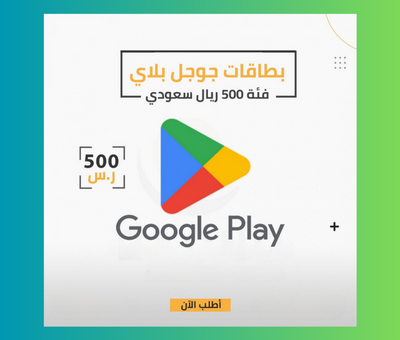 بطاقات جوجل بلاي
فئة 500 ريال سعودي
500
ر.س
Google Play
أطلب الآن